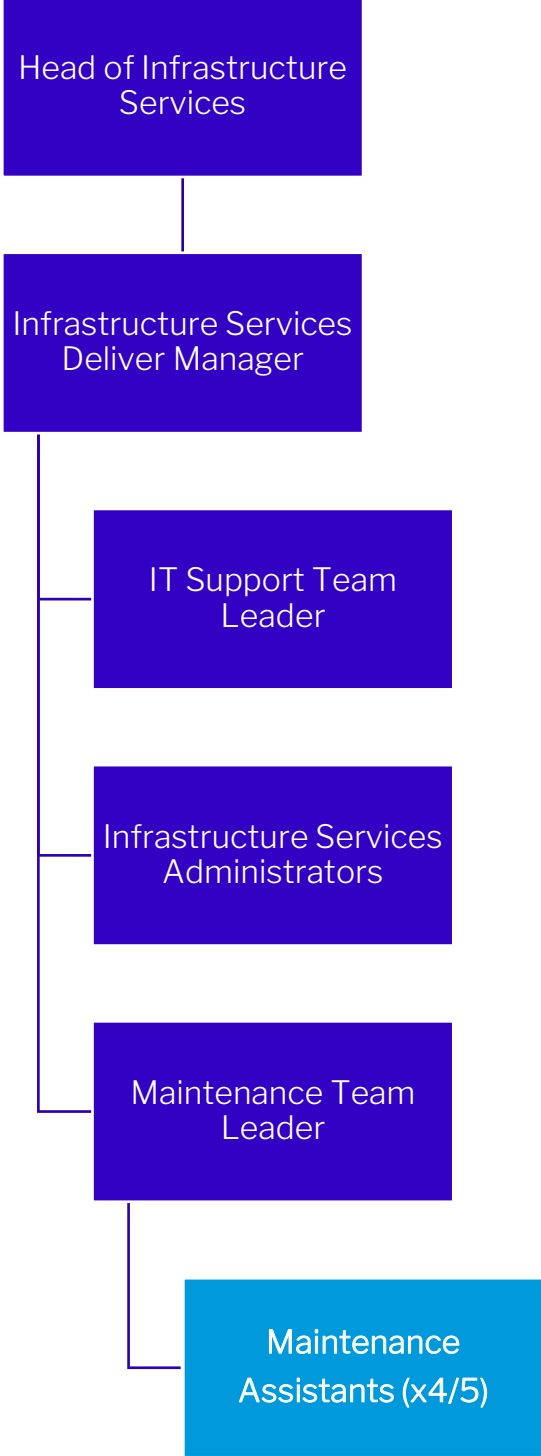 Head of Infrastructure
Services
Infrastructure Services
Deliver Manager
IT Support Team
Leader
Infrastructure Services
Administrators
Maintenance Team
Leader
Maintenance
Assistants (x4/5)